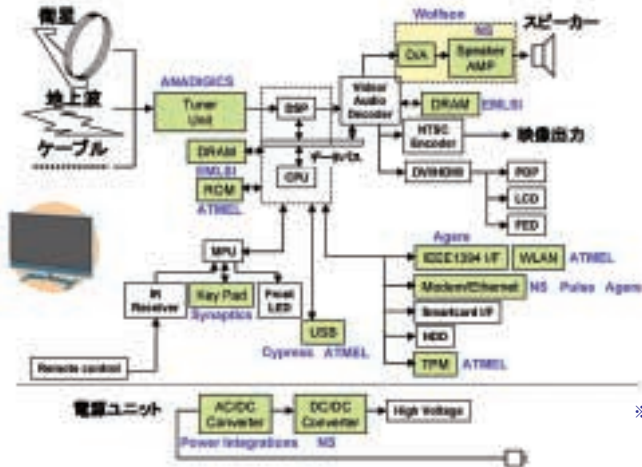 衛星
地上波
ケーブル
ANADIGICS
Tuner
Unit
DSP
データバス
CPU
DRAM
EMLSI
ROM
ATMEL
Video/
Audio
Decoder
Wolfson
D/A
NS
Speaker
AMP
スピーカー
DRAM
EMLSI
NTSC
Encoder
映像出力
DVI/HDMI
PDP
LCD
FED
MPU
IR
Receiver
Key Pad
Synaptics
Front
LED
Remote control
USB
Cypress ATMEL
Agere
IEEE1394 I/F
WLAN
ATMEL
Modem/Ethernet
NS Pulse Agere
Smartcard I/F
HDD
TPM
ATMEL
電源ユニット
AC/DC
Converter
DC/DC
Converter
High Voltage
Power Integrations
NS
※